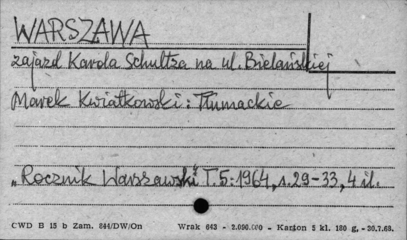 WARSZAWA
zajazd Karola Schultza na ul. Bielańskiej
Marek Kwiatkowski: Tłumackie
„Rocznik Warszawski" T.5: 1964, s.29-33, 4 il.
CWD B 15 b Zam. 844/DW/On Wrak 643 - 2.090.000 - Karton 5 kl. 180 g, - 30.7.68.